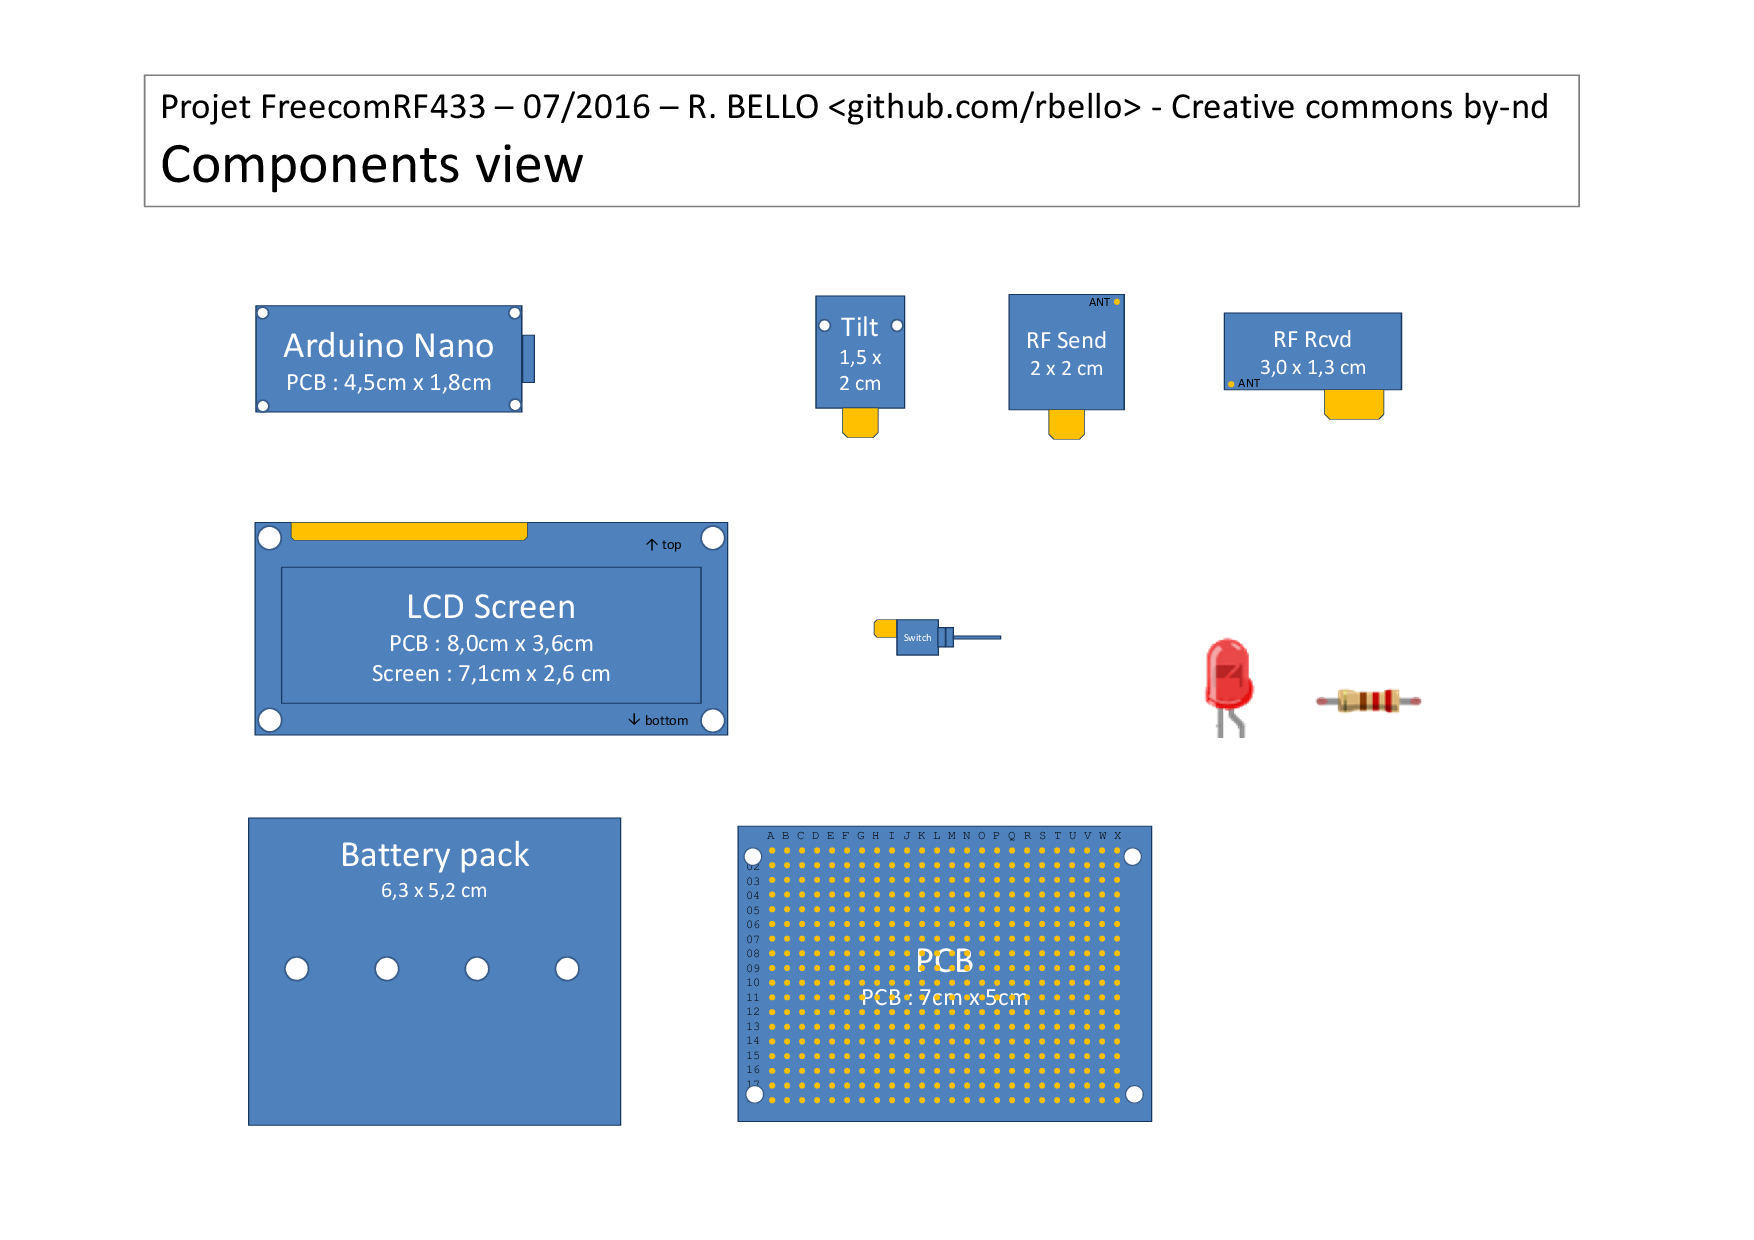 Projet FreecomRF433 – 07/2016 – R. BELLO <github.com/rbello> - Creative commons by-nd
Components view
Arduino Nano
PCB : 4,5cm x 1,8cm
Tilt
1,5 x
2 cm
ANT
RF Send
2 x 2 cm
RF Rcvd
3,0 x 1,3 cm
ANT
↑ top
LCD Screen
PCB : 8,0cm x 3,6cm
Screen : 7,1cm x 2,6 cm
↓ bottom
Switch
Battery pack
6,3 x 5,2 cm
A B C D E F G H I J K L M N O P Q R S T U V W X
02
03
04
05
06
07
08
09
10
11
12
13
14
15
16
17
PCB
PCB : 7cm x 5cm